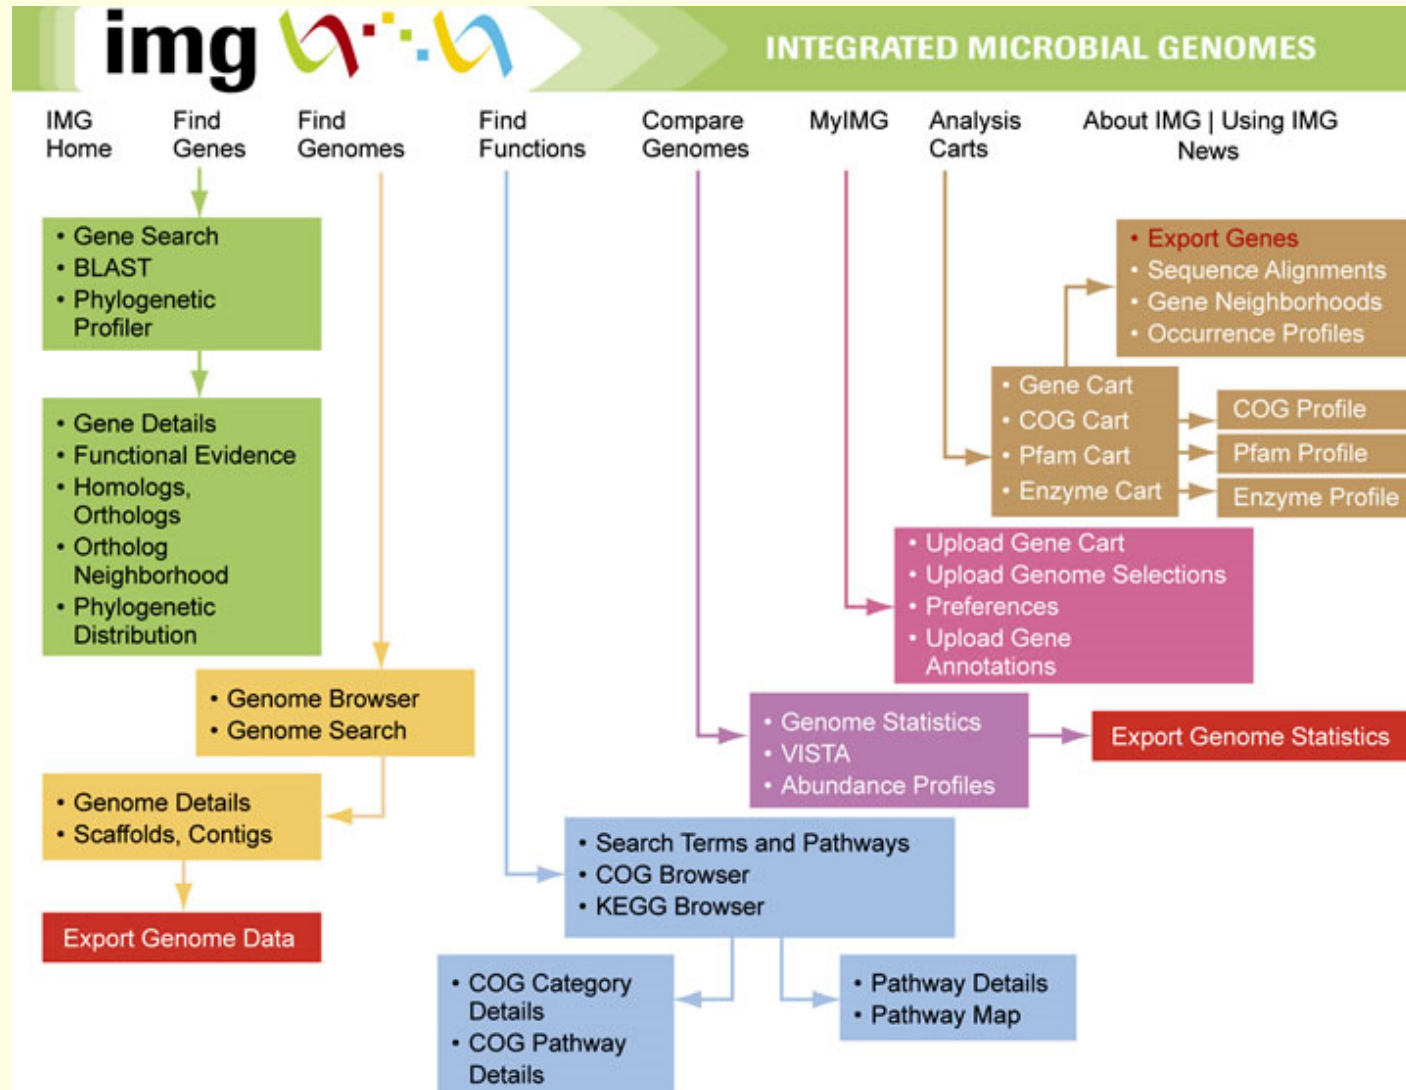 img
INTEGRATED MICROBIAL GENOMES
IMG
Home
Find
Genes
Find
Genomes
Find
Functions
Compare
Genomes
MyIMG
Analysis
Carts
About IMG | Using IMG
News
• Gene Search
• BLAST
• Phylogenetic
Profiler
• Gene Details
• Functional Evidence
• Homologs,
Orthologs
• Ortholog
Neighborhood
• Phylogenetic
Distribution
• Genome Browser
• Genome Search
• Genome Details
• Scaffolds, Contigs
Export Genome Data
• Search Terms and Pathways
• COG Browser
• KEGG Browser
• COG Category
Details
• COG Pathway
Details
• Pathway Details
• Pathway Map
• Genome Statistics
• VISTA
• Abundance Profiles
Export Genome Statistics
• Upload Gene Cart
• Upload Genome Selections
• Preferences
• Upload Gene
Annotations
• Gene Cart
• COG Cart
• Pfam Cart
• Enzyme Cart
• Export Genes
• Sequence Alignments
• Gene Neighborhoods
• Occurrence Profiles
COG Profile
Pfam Profile
Enzyme Profile